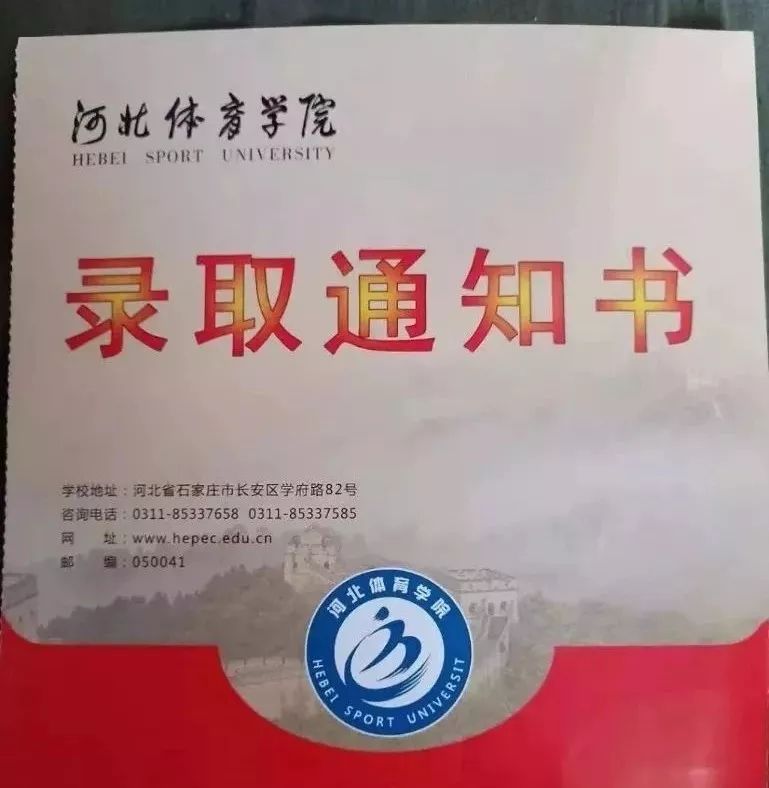 河北体育学院
HEBEI SPORT UNIVERSITY
录取通知书
学校地址：河北省石家庄市长安区学府路82号
咨询电话：0311-85337658 0311-85337585
网 址：www.hepec.edu.cn
邮 编：050041
河北体育学院
HEBEI SPORT UNIVERSIT